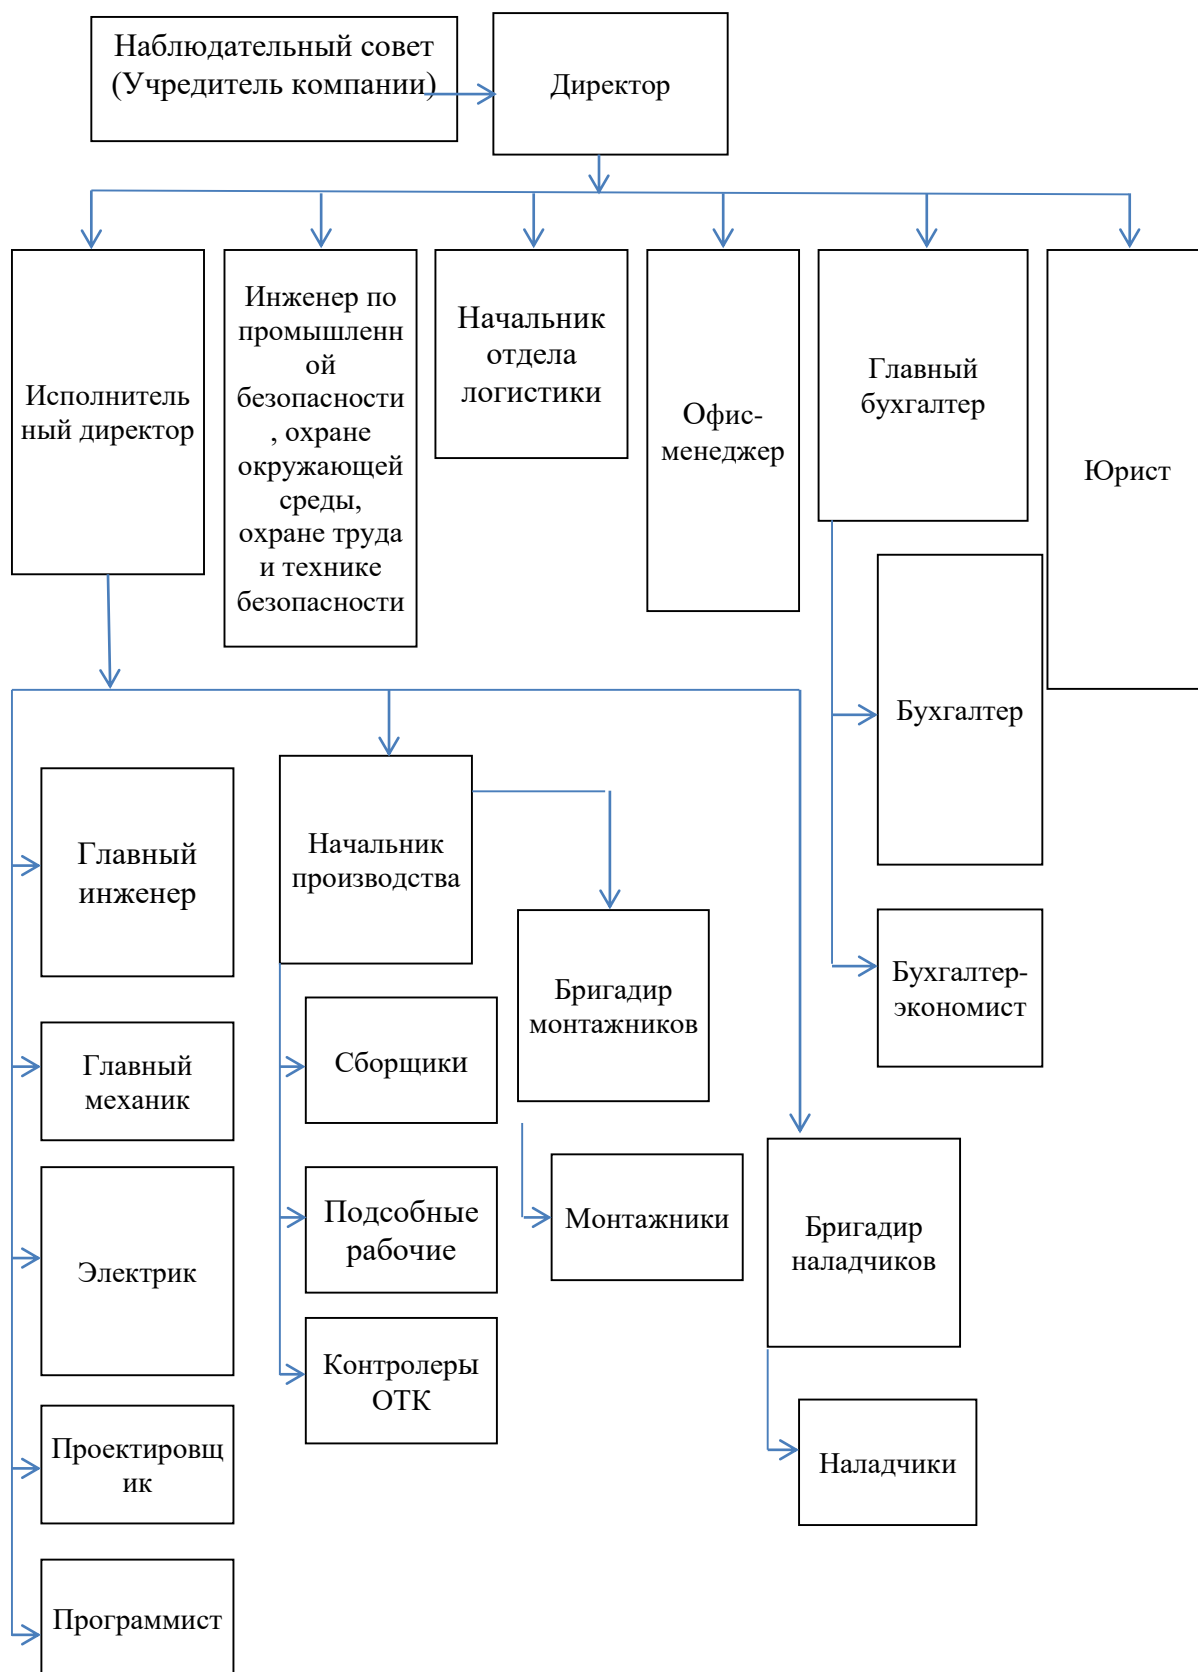 Наблюдательный совет
(Учредитель компании)
Директор
Исполнитель
ный директор
Инженер по
промышленн
ой
безопасности
, охране
окружающей
среды,
охране труда
и технике
безопасности
Начальник
отдела
логистики
Офис-
менеджер
Главный
бухгалтер
Юрист
Бухгалтер
Бухгалтер-
экономист
Главный
инженер
Начальник
производства
Бригадир
монтажников
Главный
механик
Сборщики
Электрик
Подсобные
рабочие
Монтажники
Бригадир
наладчиков
Контролеры
ОТК
Проектировщ
ик
Наладчики
Программист